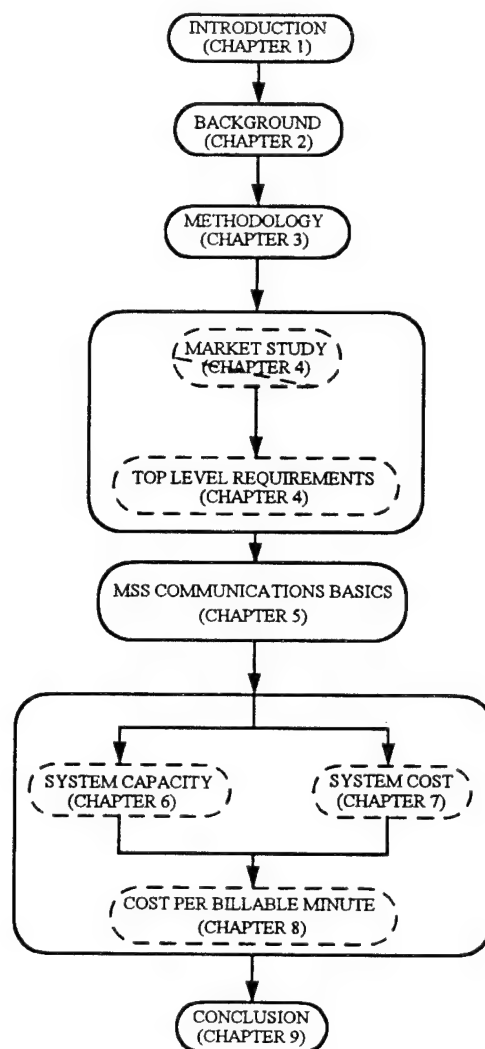 INTRODUCTION
(CHAPTER 1)
BACKGROUND
(CHAPTER 2)
METHODOLOGY
(CHAPTER 3)
MARKET STUDY
(CHAPTER 4)
TOP LEVEL REQUIREMENTS
(CHAPTER 4)
MSS COMMUNICATIONS BASICS
(CHAPTER 5)
SYSTEM CAPACITY
(CHAPTER 6)
SYSTEM COST
(CHAPTER 7)
COST PER BILLABLE MINUTE
(CHAPTER 8)
CONCLUSION
(CHAPTER 9)